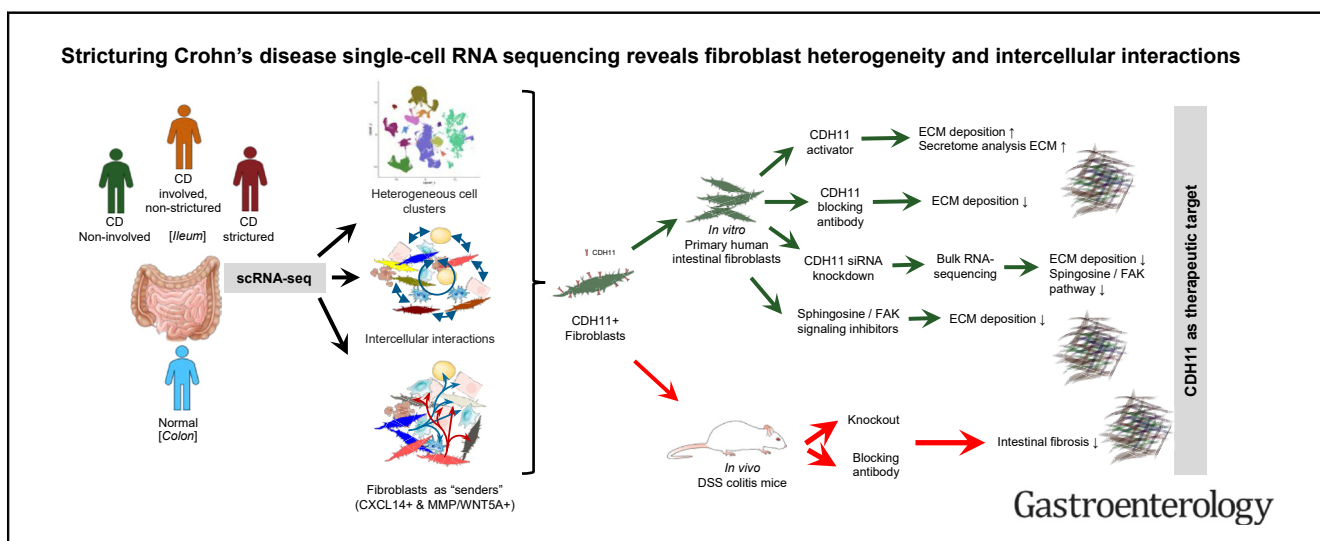 Stricturing Crohn's disease single-cell RNA sequencing reveals fibroblast heterogeneity and intercellular interactions
CD
involved,
non-strictured
[Ileum]
CD
Non-involved
CD
strictured
scRNA-seq
Normal
[Colon]
Heterogeneous cell
clusters
Intercellular interactions
Fibroblasts as “senders”
(CXCL14+ & MMP/WNT5A+)
CDH11
CDH11+
Fibroblasts
In vitro
Primary human
intestinal fibroblasts
CDH11
activator
ECM deposition ↑
Secretome analysis ECM ↑
CDH11
blocking
antibody
ECM deposition ↓
CDH11 siRNA
knockdown
Bulk RNA-
sequencing
ECM deposition ↓
Spingosine / FAK
pathway ↓
Sphingosine / FAK
signaling inhibitors
ECM deposition ↓
In vivo
DSS colitis mice
Knockout
Blocking
antibody
Intestinal fibrosis ↓
CDH11 as therapeutic target
Gastroenterology